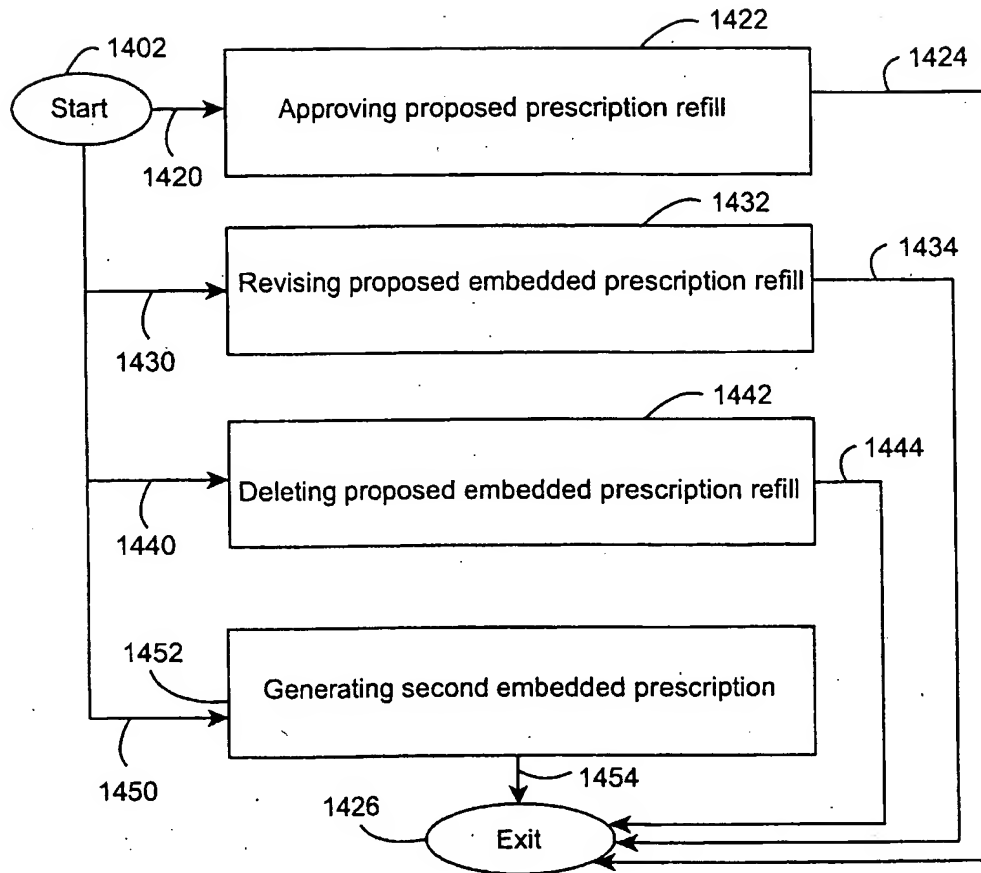 1402
Start
1420
1422
Approving proposed prescription refill
1424
1432
Revising proposed embedded prescription refill
1434
1430
1442
Deleting proposed embedded prescription refill
1444
1440
1452
Generating second embedded prescription
1450
1454
1426
Exit